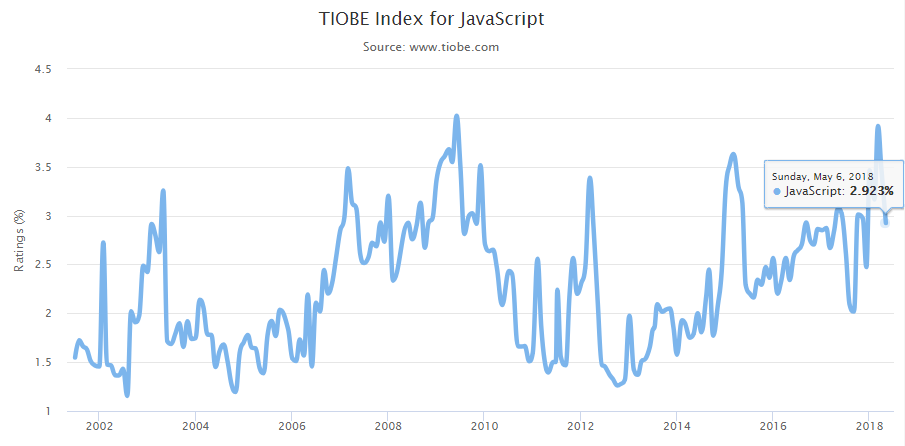 TIOBE Index for JavaScript
Source: www.tiobe.com
Ratings (%)
4.5
4
3.5
3
2.5
2
1.5
1
Sunday, May 6, 2018
JavaScript: 2.923%
2002 2004 2006 2008 2010 2012 2014 2016 2018